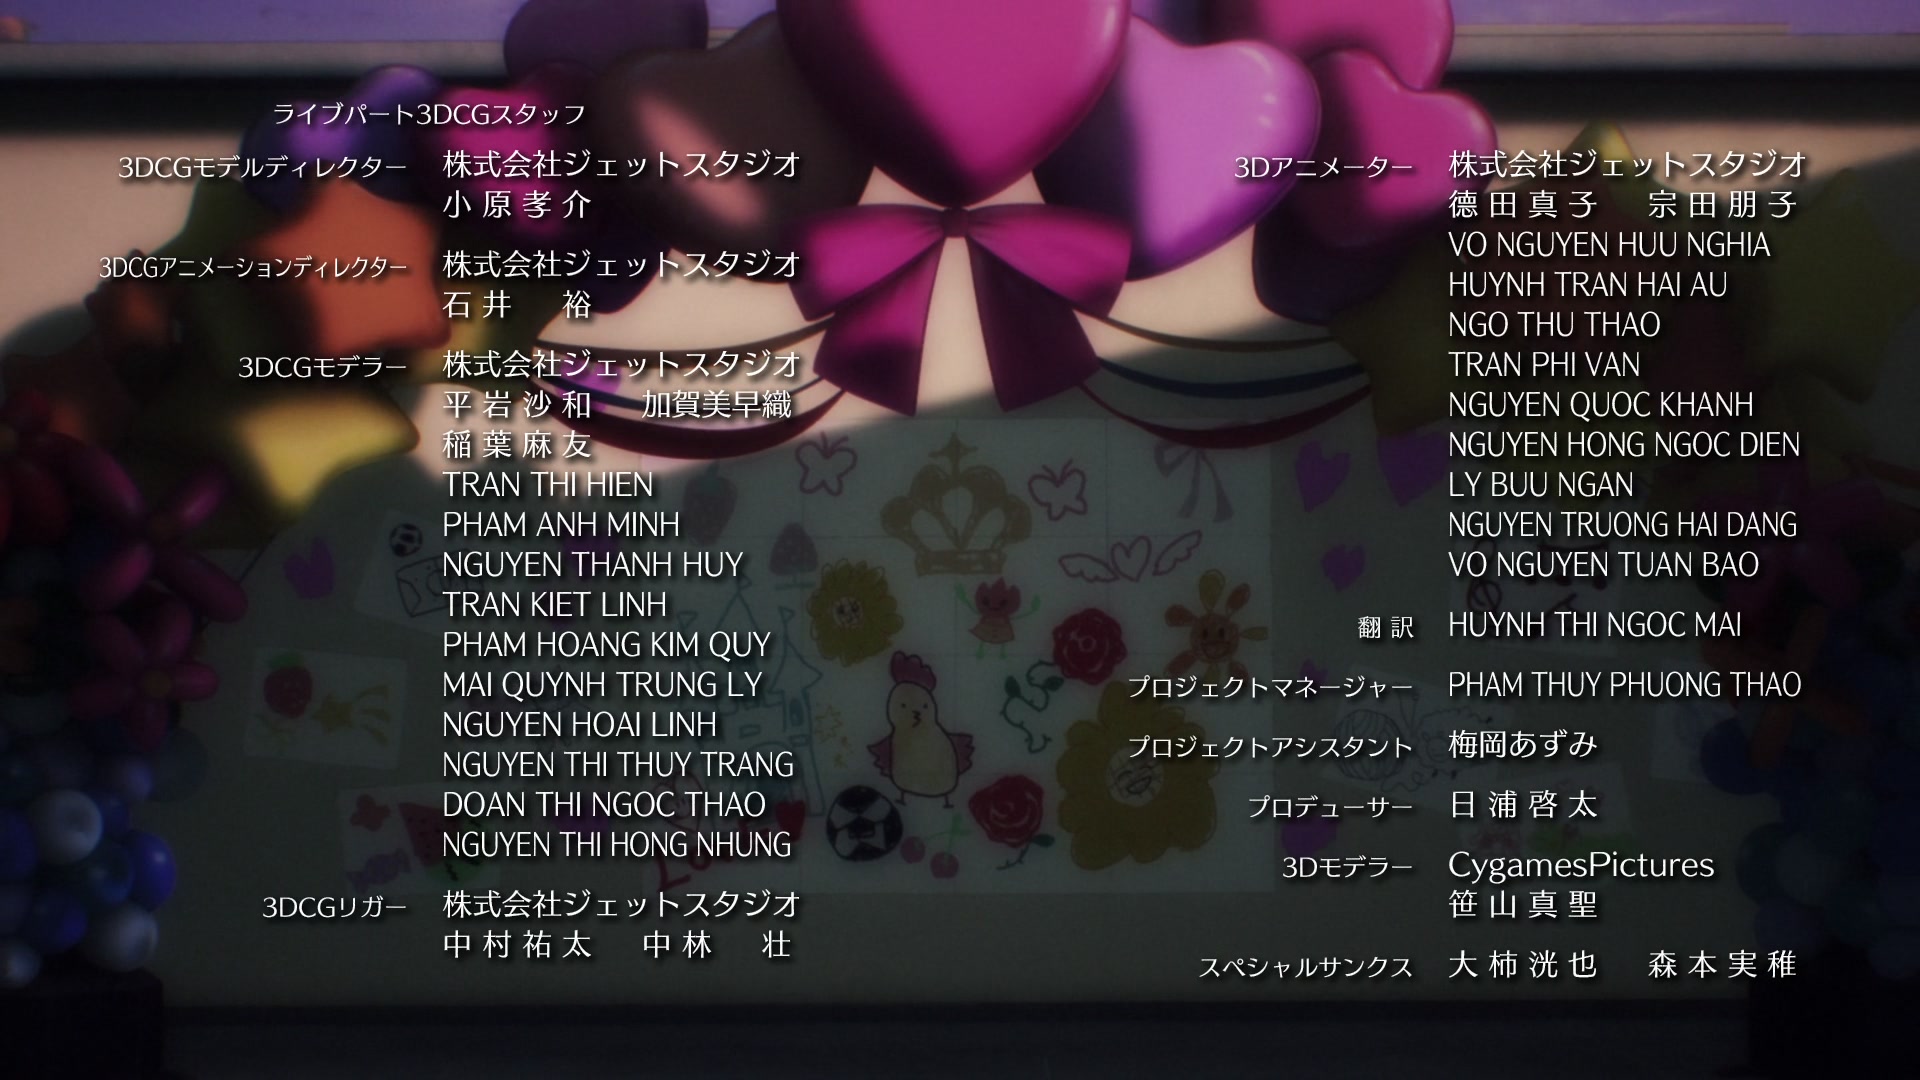 ライブパート3DCGスタッフ
3DCGモデルディレクター 株式会社ジェットスタジオ
小原孝介
3DCGアニメーションディレクター 株式会社ジェットスタジオ
石井 裕
3DCGモデラー 株式会社ジェットスタジオ
平岩沙和 加賀美早織
稲葉麻友
TRAN THI HIEN
PHAM ANH MINH
NGUYEN THANH HUY
TRAN KIET LINH
PHAM HOANG KIM QUY
MAI QUYNH TRUNG LY
NGUYEN HOAI LINH
NGUYEN THI THUY TRANG
DOAN THI NGOC THAO
NGUYEN THI HONG NHUNG
3DCGリガー 株式会社ジェットスタジオ
中村祐太 中林 壮
3Dアニメーター 株式会社ジェットスタジオ
德田真子 宗田朋子
VO NGUYEN HUU NGHIA
HUYNH TRAN HAI AU
NGO THU THAO
TRAN PHI VAN
NGUYEN QUOC KHANH
NGUYEN HONG NGOC DIEN
LY BUU NGAN
NGUYEN TRUONG HAI DANG
VO NGUYEN TUAN BAO
翻訳 HUYNH THI NGOC MAI
プロジェクトマネージャー PHAM THUY PHUONG THAO
プロジェクトアシスタント 梅岡あずみ
プロデューサー 日浦啓太
3Dモデラー CygamesPictures
笹山真聖
スペシャルサンクス 大柿洸也 森本実稚